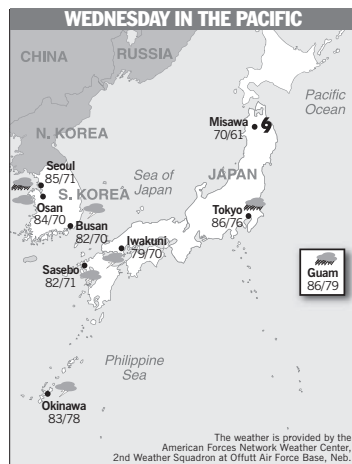 WEDNESDAY IN THE PACIFIC
CHINA
RUSSIA
Pacific
Ocean
Misawa
70/61
N. KOREA
Seoul
85/71
Sea of
Japan
JAPAN
S. KOREA
Osan
84/70
Busan
82/70
Tokyo
86/76
Iwakuni
79/70
Sasebo
82/71
Guam
86/79
Philippine
Sea
Okinawa
83/78
The weather is provided by the
American Forces Network Weather Center,
2nd Weather Squadron at Offutt Air Force Base, Neb.